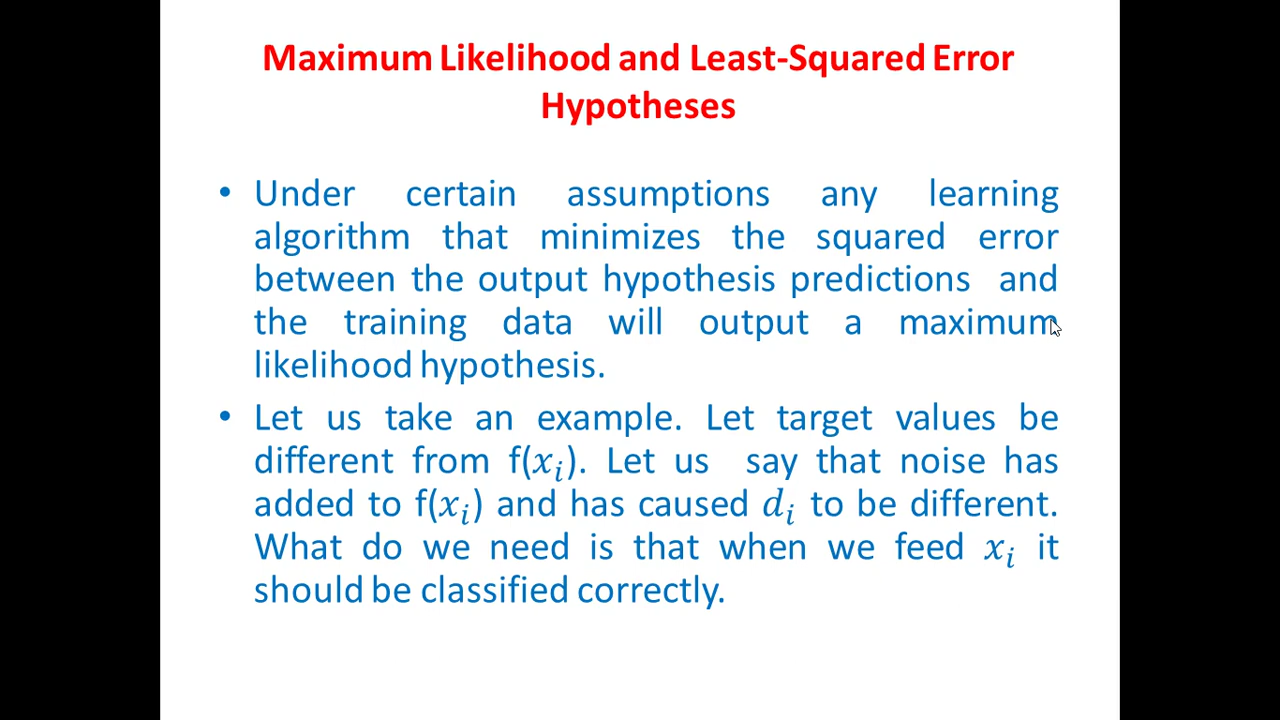 Maximum Likelihood and Least-Squared Error
Hypotheses
• Under certain assumptions any learning
algorithm that minimizes the squared error
between the output hypothesis predictions and
the training data will output a maximum
likelihood hypothesis.
• Let us take an example. Let target values be
different from f(𝑥ᵢ). Let us say that noise has
added to f(𝑥ᵢ) and has caused 𝑑ᵢ to be different.
What do we need is that when we feed 𝑥ᵢ it
should be classified correctly.